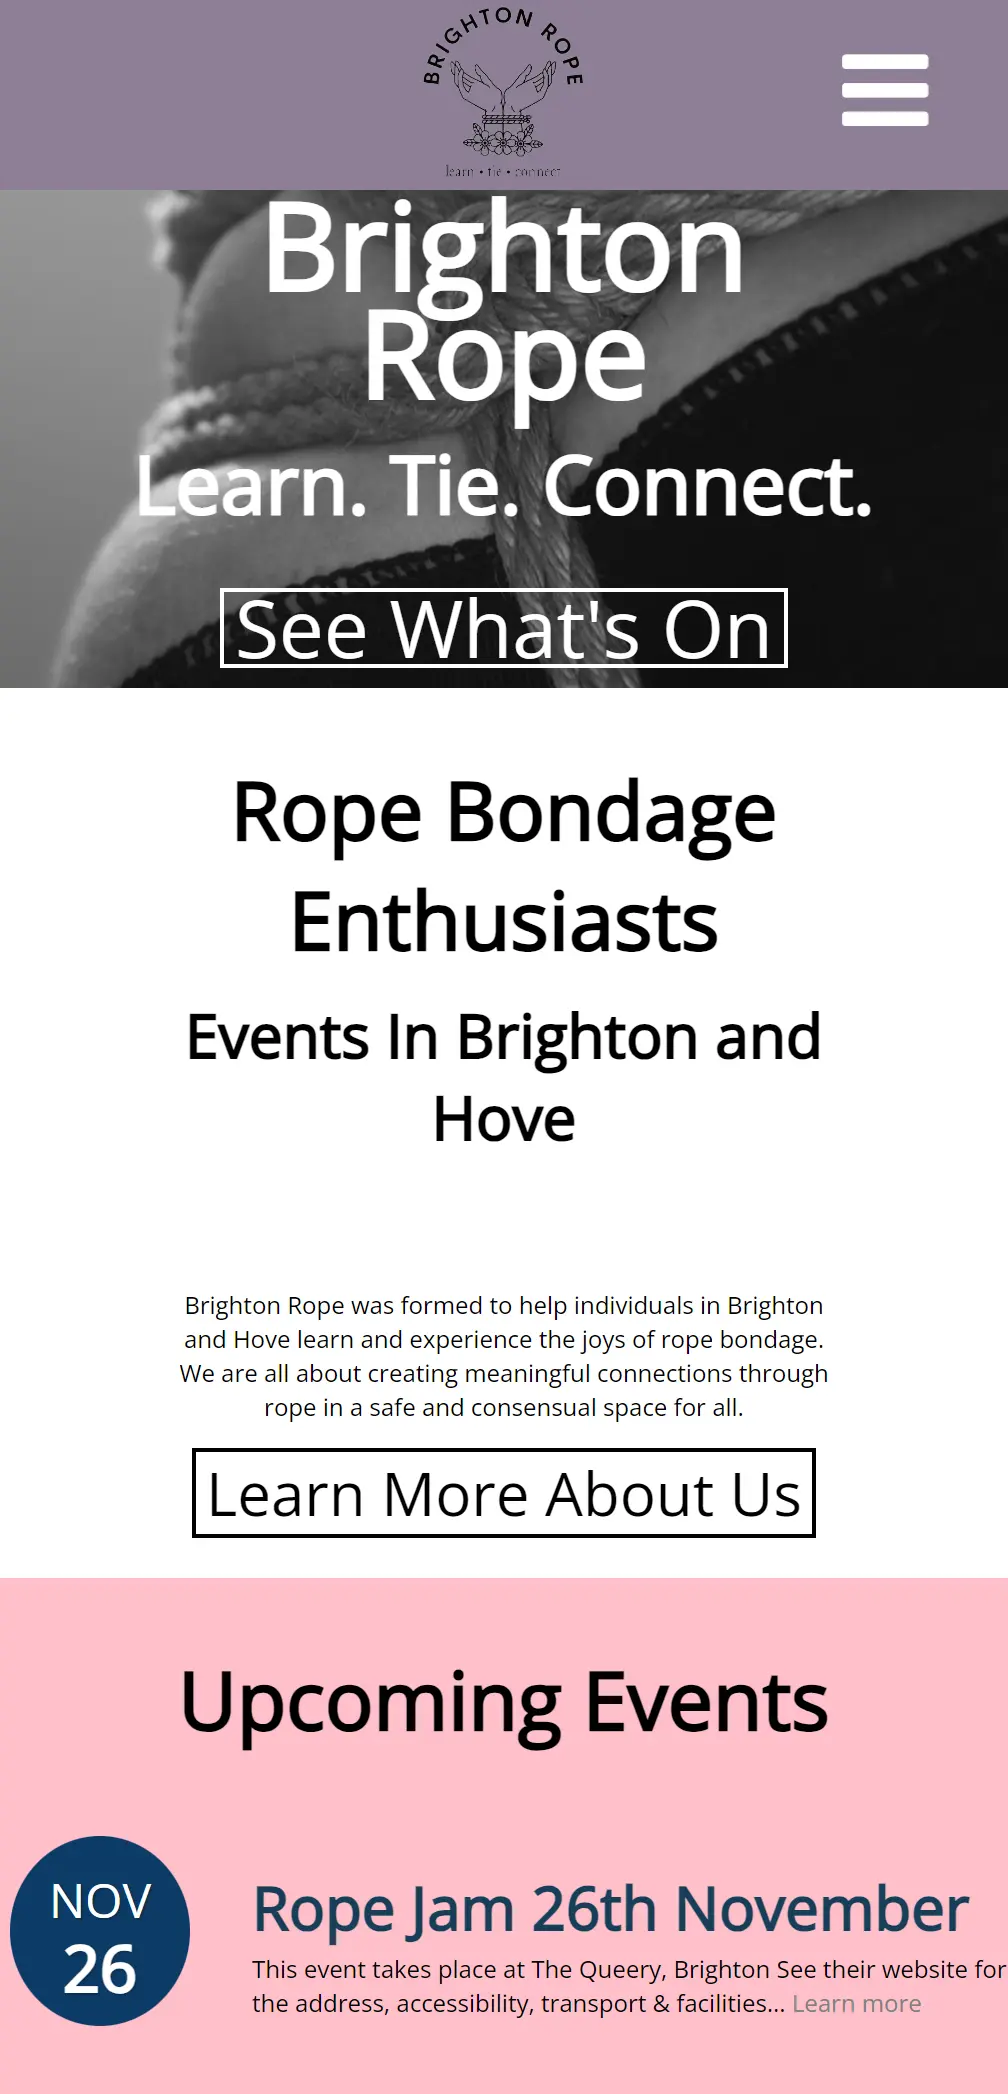 BRIGHTON ROPE
learn • tie • connect
Brighton
Rope
Learn. Tie. Connect.
See What's On
Rope Bondage
Enthusiasts
Events In Brighton and
Hove
Brighton Rope was formed to help individuals in Brighton
and Hove learn and experience the joys of rope bondage.
We are all about creating meaningful connections through
rope in a safe and consensual space for all.
Learn More About Us
Upcoming Events
NOV
26
Rope Jam 26th November
This event takes place at The Queery, Brighton See their website for
the address, accessibility, transport & facilities... Learn more